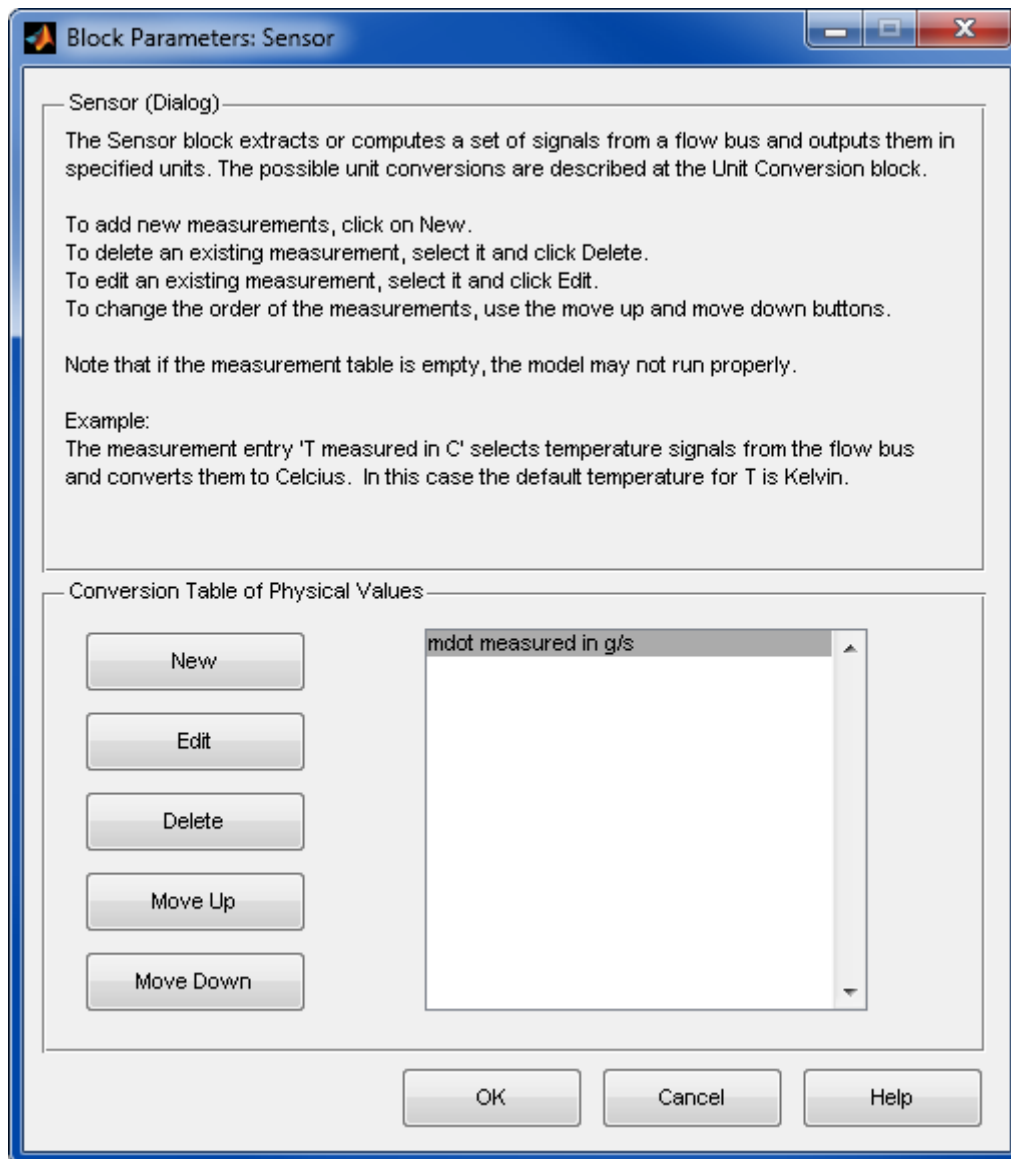 Block Parameters: Sensor
Sensor (Dialog)
The Sensor block extracts or computes a set of signals from a flow bus and outputs them in
specified units. The possible unit conversions are described at the Unit Conversion block.
To add new measurements, click on New.
To delete an existing measurement, select it and click Delete.
To edit an existing measurement, select it and click Edit.
To change the order of the measurements, use the move up and move down buttons.
Note that if the measurement table is empty, the model may not run properly.
Example:
The measurement entry 'T measured in C' selects temperature signals from the flow bus
and converts them to Celcius.  In this case the default temperature for T is Kelvin.
Conversion Table of Physical Values
New
Edit
Delete
Move Up
Move Down
mdot measured in g/s
OK
Cancel
Help